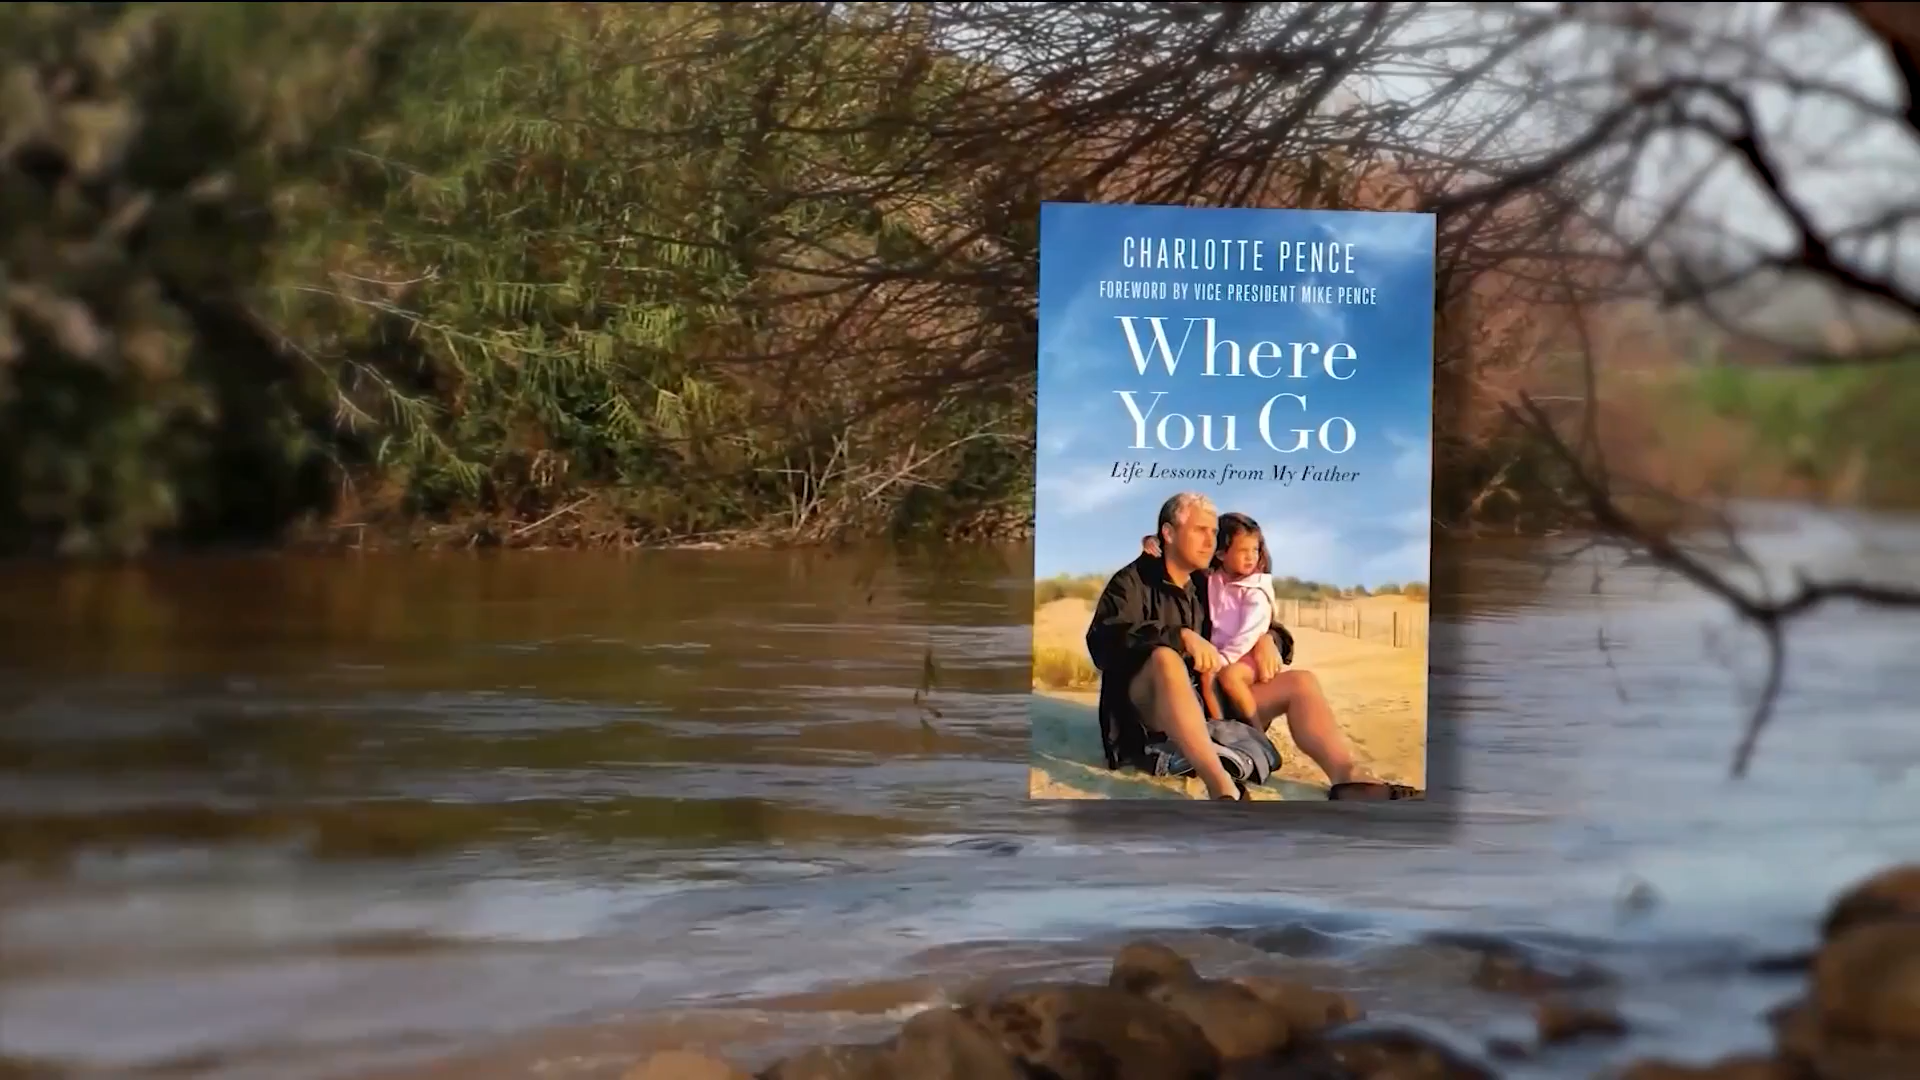 CHARLOTTE PENCE
FOREWORD BY VICE PRESIDENT MIKE PENCE
Where
You Go
Life Lessons from My Father